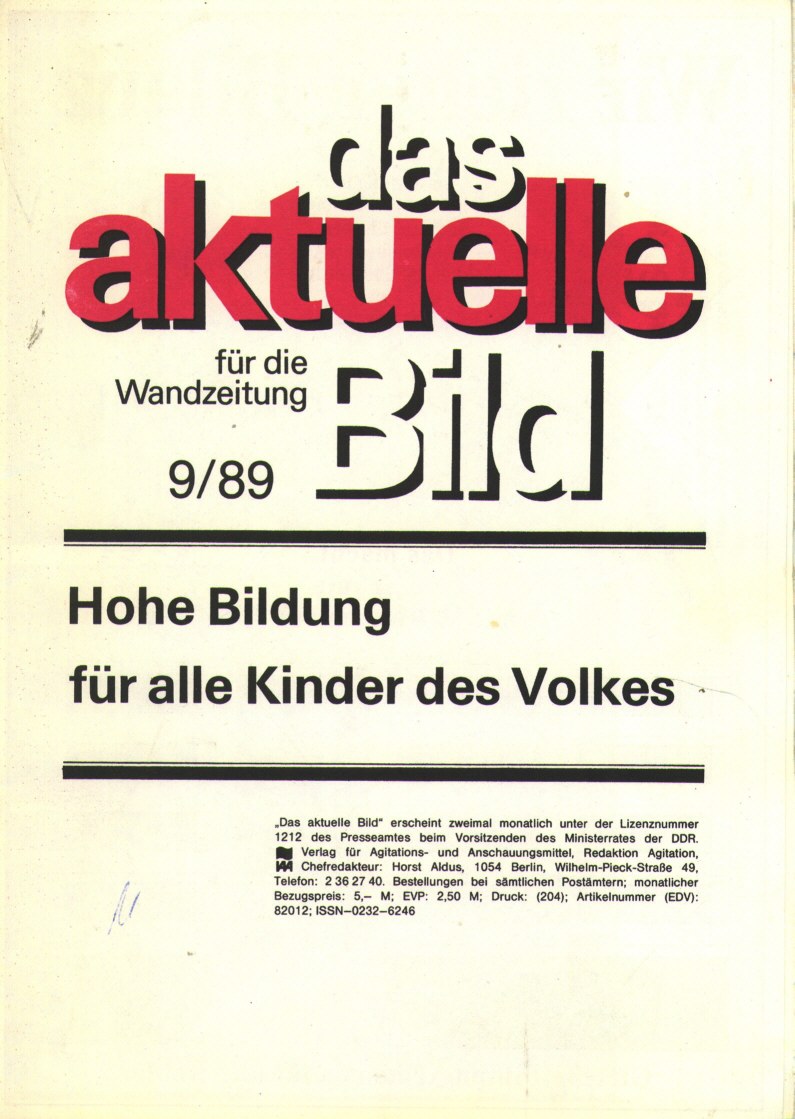 das
aktuelle
für die
Wandzeitung
Bild
9/89
Hohe Bildung
für alle Kinder des Volkes
„Das aktuelle Bild“ erscheint zweimal monatlich unter der Lizenznummer
1212 des Presseamtes beim Vorsitzenden des Ministerrates der DDR.
Verlag für Agitations- und Anschauungsmittel, Redaktion Agitation,
Chefredakteur: Horst Aldus, 1054 Berlin, Wilhelm-Pieck-Straße 49,
Telefon: 2 36 27 40. Bestellungen bei sämtlichen Postämtern; monatlicher
Bezugspreis: 5,– M; EVP: 2,50 M; Druck: (204); Artikelnummer (EDV):
82012; ISSN–0232–6246